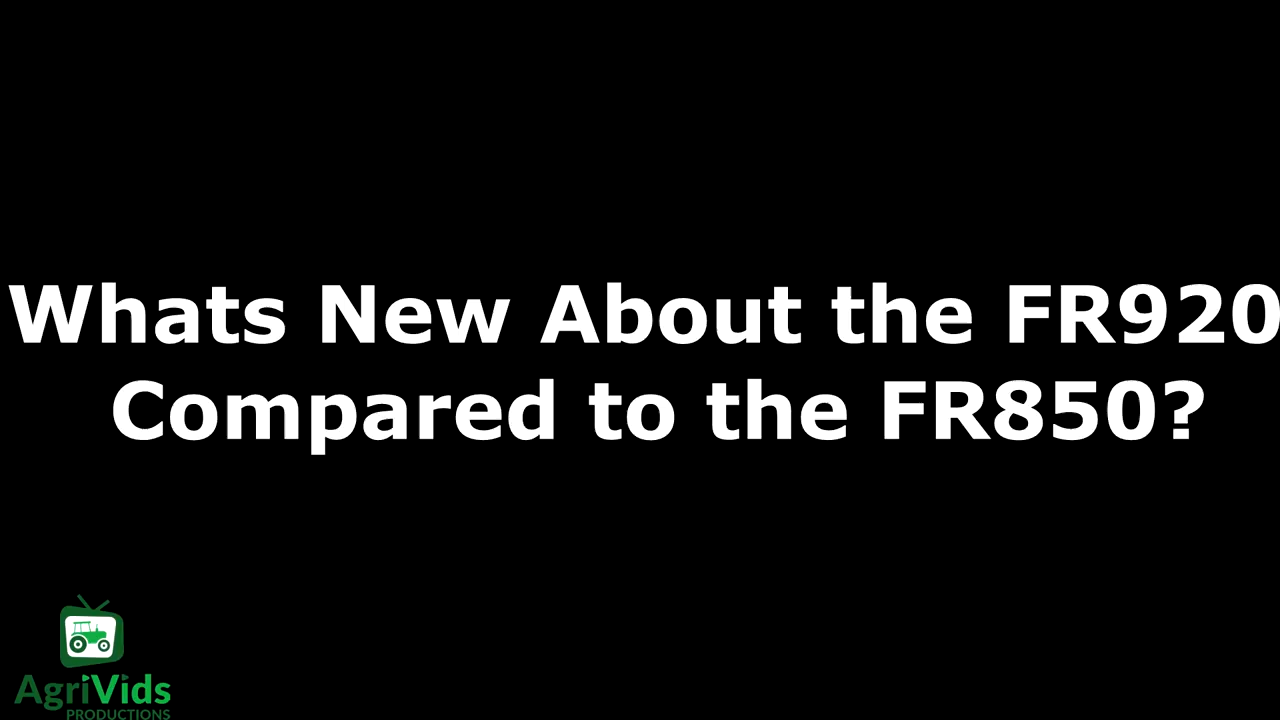 Whats New About the FR920
Compared to the FR850?
AgriVids
PRODUCTIONS